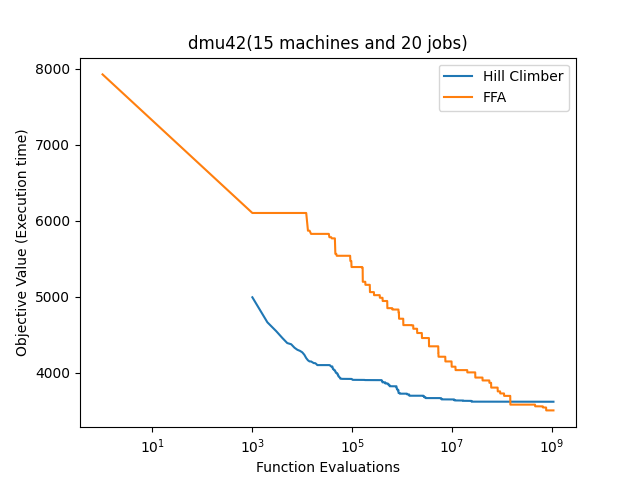 dmu42(15 machines and 20 jobs)
Hill Climber
FFA
8000
7000
6000
5000
4000
Objective Value (Execution time)
10¹ 10³ 10⁵ 10⁷ 10⁹
Function Evaluations